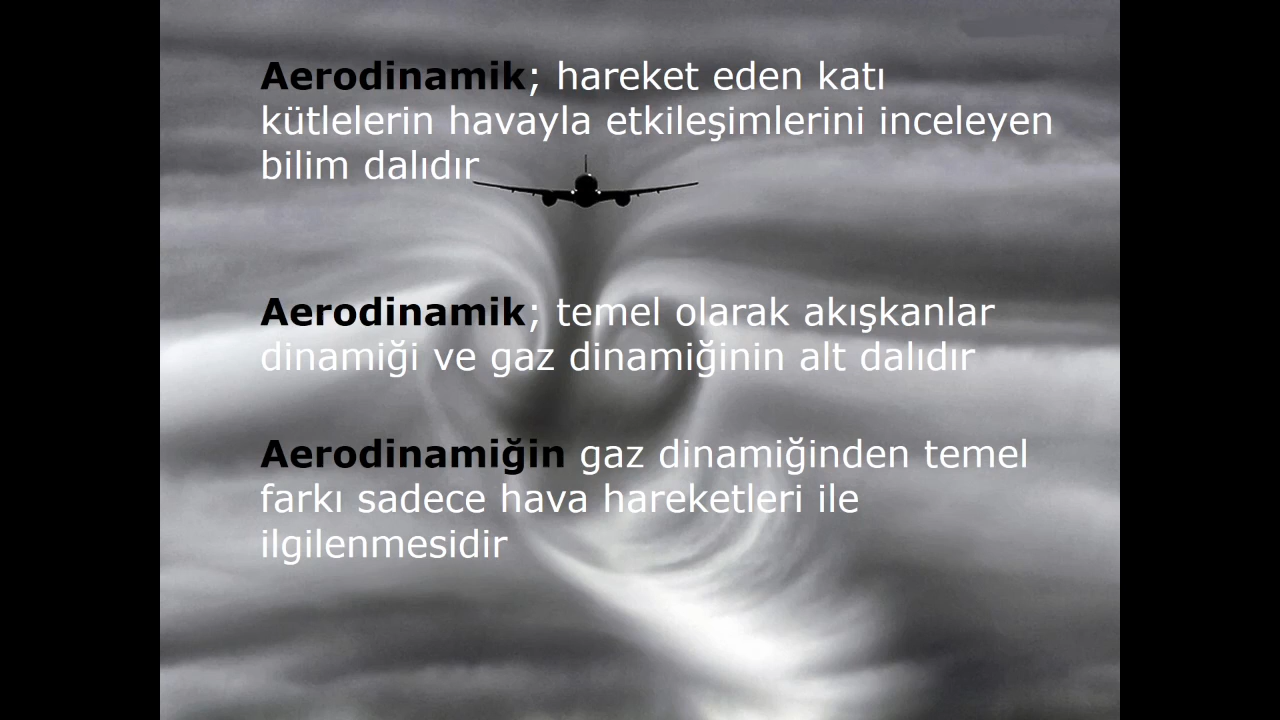 Aerodinamik; hareket eden katı
kütlelerin havayla etkileşimlerini inceleyen
bilim dalıdır
Aerodinamik; temel olarak akışkanlar
dinamiği ve gaz dinamiğinin alt dalıdır
Aerodinamiğin gaz dinamiğinden temel
farkı sadece hava hareketleri ile
ilgilenmesidir